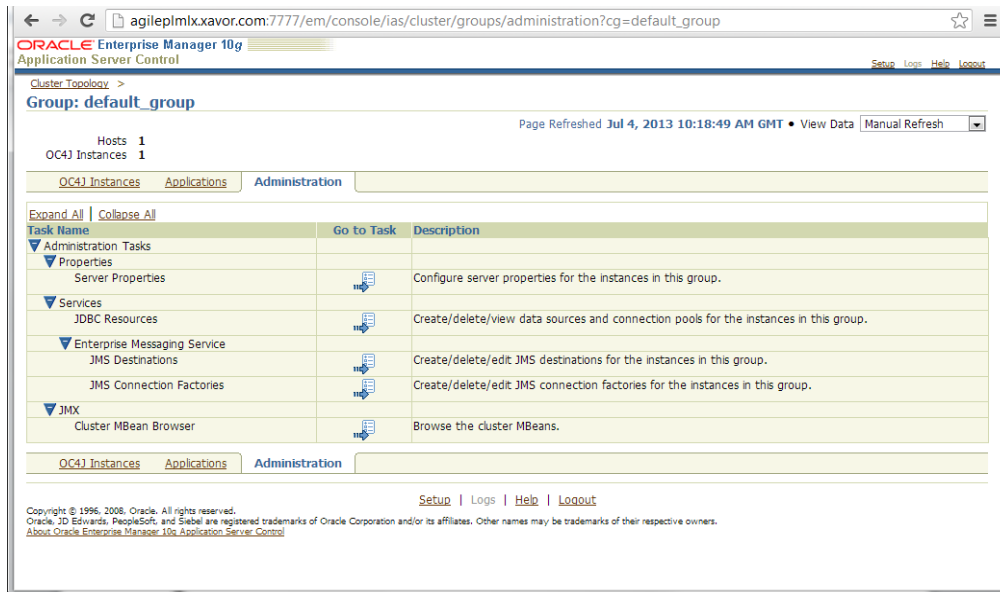 agileplmlx.xavor.com:7777/em/console/ias/cluster/groups/administration?cg=default_group
ORACLE Enterprise Manager 10g
Application Server Control
Setup Logs Help Logout
Cluster Topology >
Group: default_group
Page Refreshed Jul 4, 2013 10:18:49 AM GMT • View Data Manual Refresh
Hosts 1
OC4J Instances 1
OC4J Instances Applications Administration
Expand All | Collapse All
Task Name Go to Task Description
Administration Tasks
Properties
Server Properties Configure server properties for the instances in this group.
Services
JDBC Resources Create/delete/view data sources and connection pools for the instances in this group.
Enterprise Messaging Service
JMS Destinations Create/delete/edit JMS destinations for the instances in this group.
JMS Connection Factories Create/delete/edit JMS connection factories for the instances in this group.
JMX
Cluster MBean Browser Browse the cluster MBeans.
OC4J Instances Applications Administration
Setup | Logs | Help | Logout
Copyright © 1996, 2008, Oracle. All rights reserved.
Oracle, JD Edwards, PeopleSoft, and Siebel are registered trademarks of Oracle Corporation and/or its affiliates. Other names may be trademarks of their respective owners.
About Oracle Enterprise Manager 10g Application Server Control